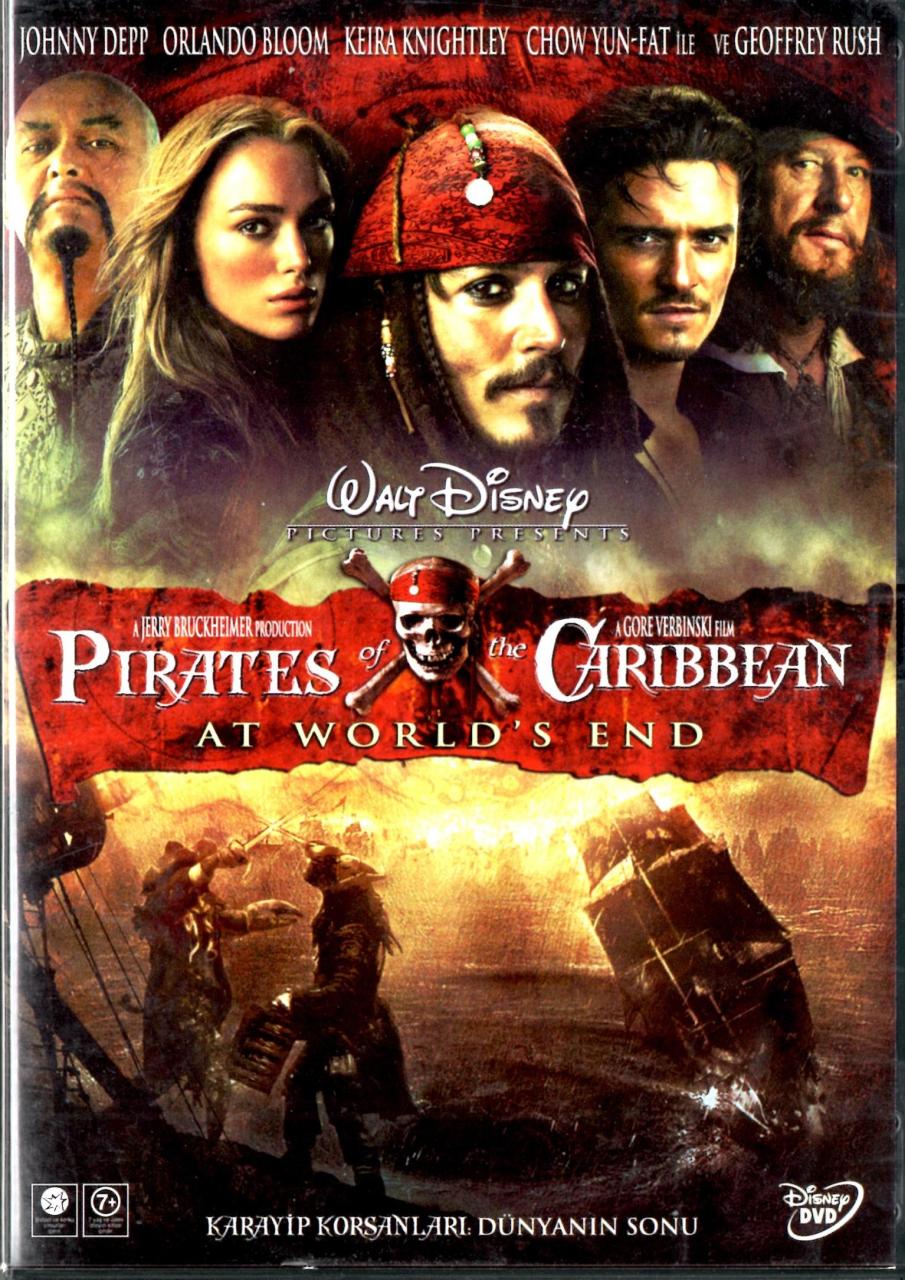 JOHNNY DEPP ORLANDO BLOOM KEIRA KNIGHTLEY CHOW YUN-FAT İLE VE GEOFFREY RUSH
WALT DISNEY
PICTURES PRESENTS
A JERRY BRUCKHEIMER PRODUCTION
A GORE VERBINSKI FILM
PIRATES of the CARIBBEAN
AT WORLD'S END
7+
KARAYİP KORSANLARI: DÜNYANIN SONU
DISNEY
DVD